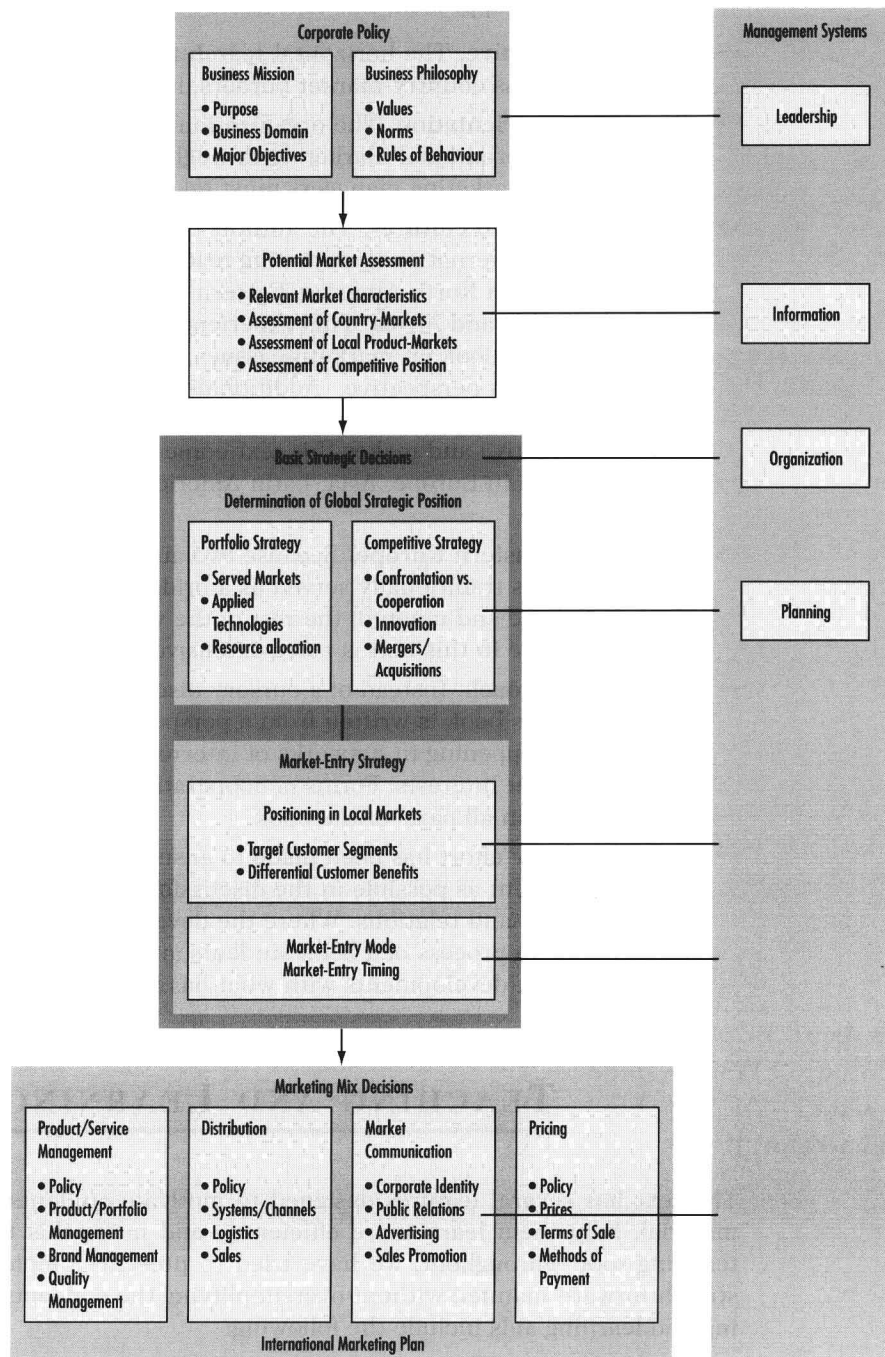 Corporate Policy
Business Mission
• Purpose
• Business Domain
• Major Objectives
Business Philosophy
• Values
• Norms
• Rules of Behaviour
Management Systems
Leadership
Potential Market Assessment
• Relevant Market Characteristics
• Assessment of Country-Markets
• Assessment of Local Product-Markets
• Assessment of Competitive Position
Information
Basic Strategic Decisions
Organization
Determination of Global Strategic Position
Portfolio Strategy
• Served Markets
• Applied
Technologies
• Resource allocation
Competitive Strategy
• Confrontation vs.
Cooperation
• Innovation
• Mergers/
Acquisitions
Planning
Market-Entry Strategy
Positioning in Local Markets
• Target Customer Segments
• Differential Customer Benefits
Market-Entry Mode
Market-Entry Timing
Marketing Mix Decisions
Product/Service
Management
• Policy
• Product/Portfolio
Management
• Brand Management
• Quality
Management
Distribution
• Policy
• Systems/Channels
• Logistics
• Sales
Market
Communication
• Corporate Identity
• Public Relations
• Advertising
• Sales Promotion
Pricing
• Policy
• Prices
• Terms of Sale
• Methods of
Payment
International Marketing Plan